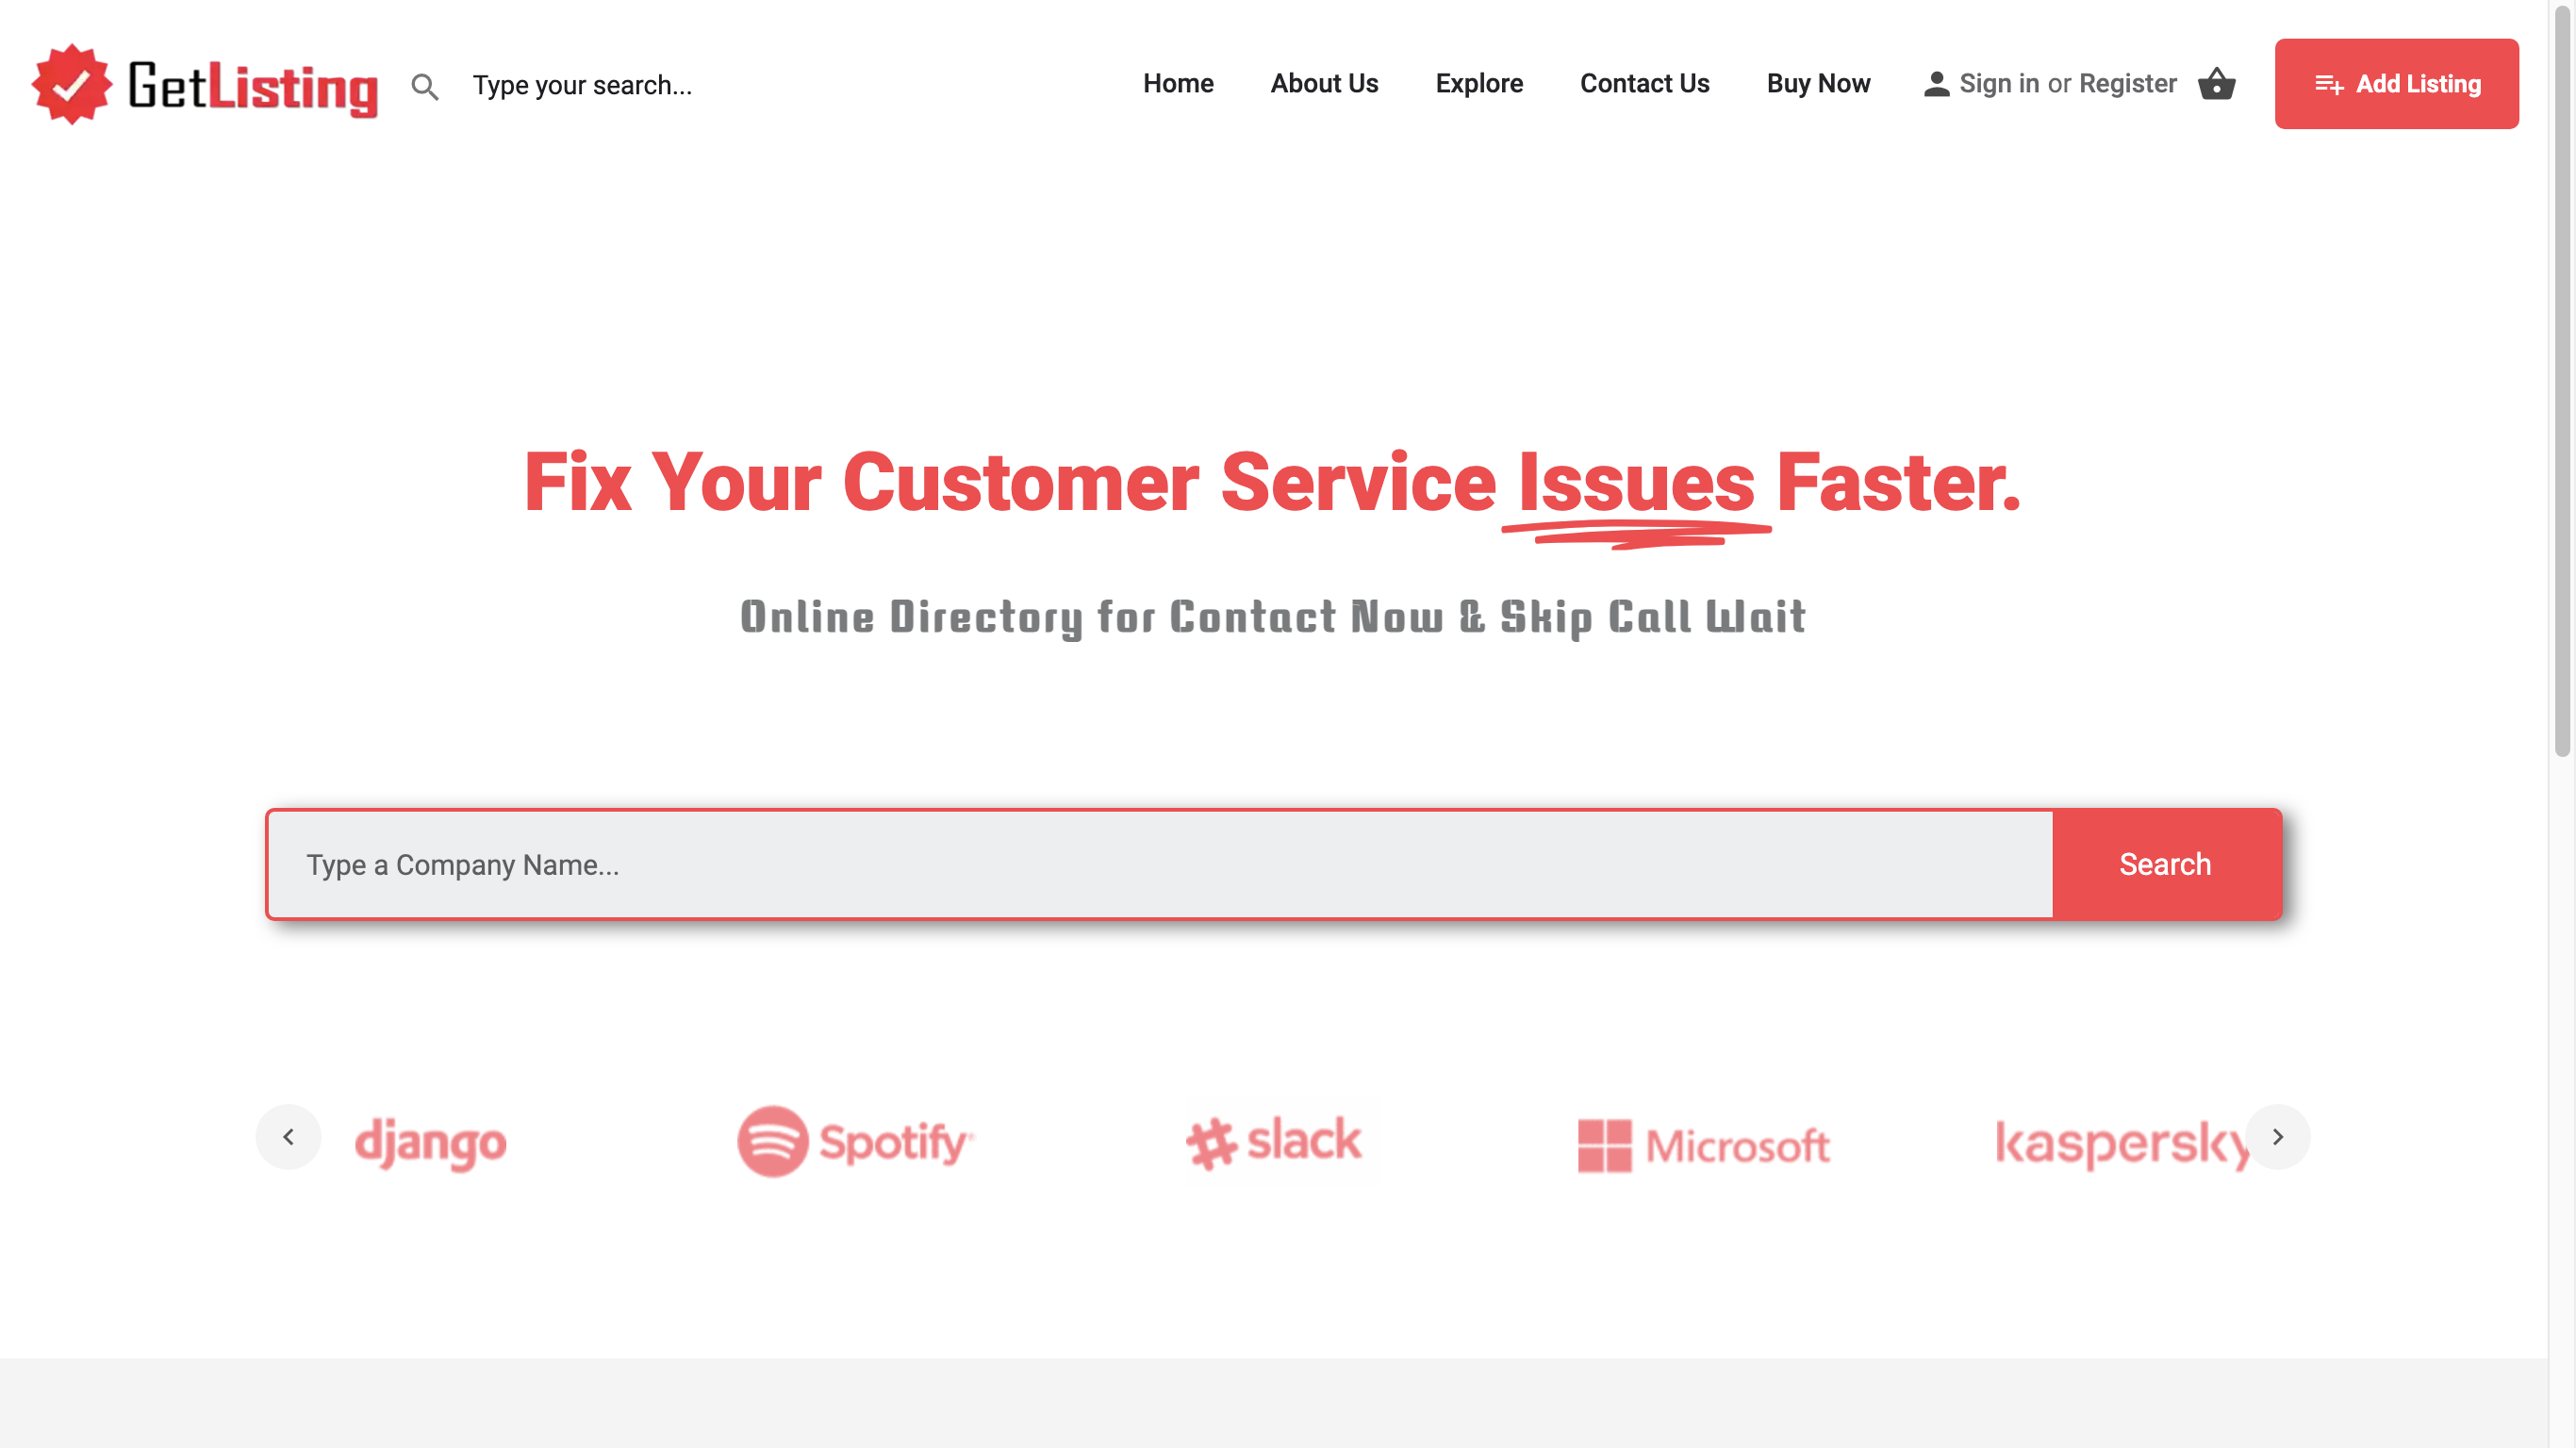 GetListing
Type your search...
Home
About Us
Explore
Contact Us
Buy Now
Sign in or Register
Add Listing
Fix Your Customer Service Issues Faster.
Online Directory for Contact Now & Skip Call Wait
Type a Company Name...
Search
django
Spotify
slack
Microsoft
kaspersky